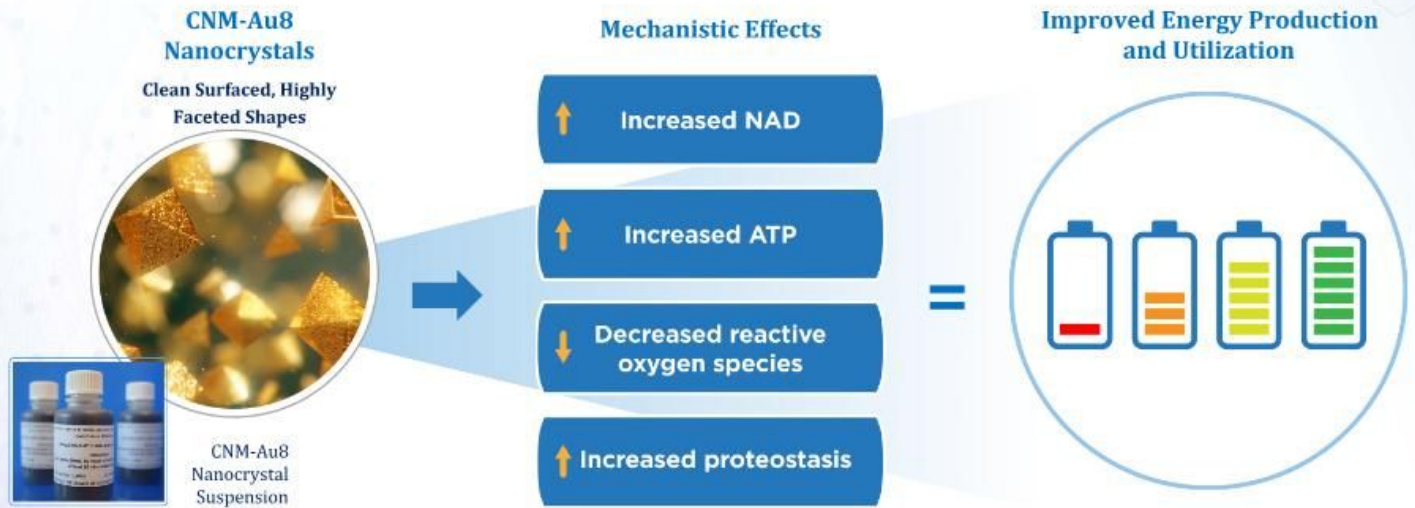 CNM-Au8
Nanocrystals
Clean Surfaced, Highly
Faceted Shapes
CNM-Au8
Nanocrystal
Suspension
Mechanistic Effects
Increased NAD
Increased ATP
Decreased reactive
oxygen species
Increased proteostasis
=
Improved Energy Production
and Utilization